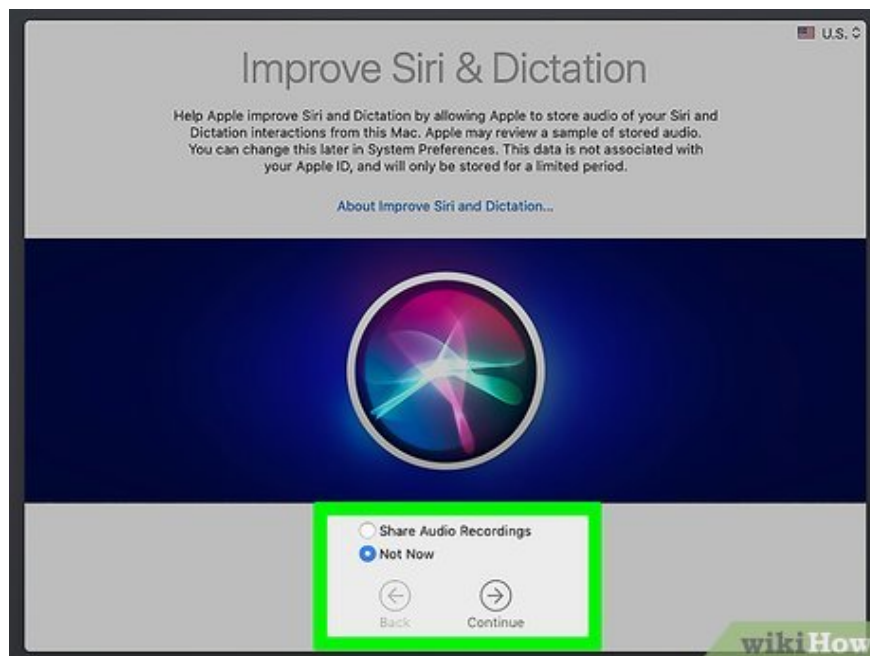 U.S.
Improve Siri & Dictation
Help Apple improve Siri and Dictation by allowing Apple to store audio of your Siri and
Dictation interactions from this Mac. Apple may review a sample of stored audio.
You can change this later in System Preferences. This data is not associated with
your Apple ID, and will only be stored for a limited period.
About Improve Siri and Dictation...
Share Audio Recordings
Not Now
Back Continue
wikiHow